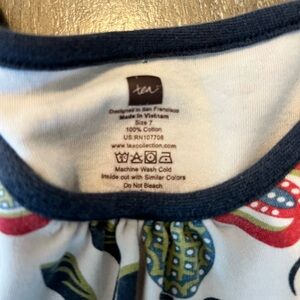 tea
Designed in San Francisco
Made in Vietnam
Size 7
100% Cotton
US:RN107708
www.teacollection.com
Machine Wash Cold
Inside out with Similar Colors
Do Not Bleach